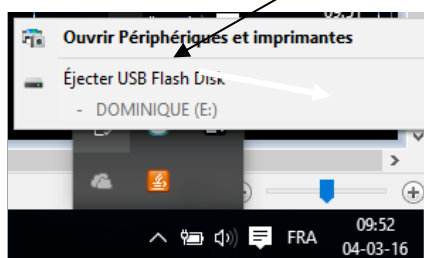 Ouvrir Périphériques et imprimantes
Éjecter USB Flash Disk
- DOMINIQUE (E:)
FRA
09:52
04-03-16